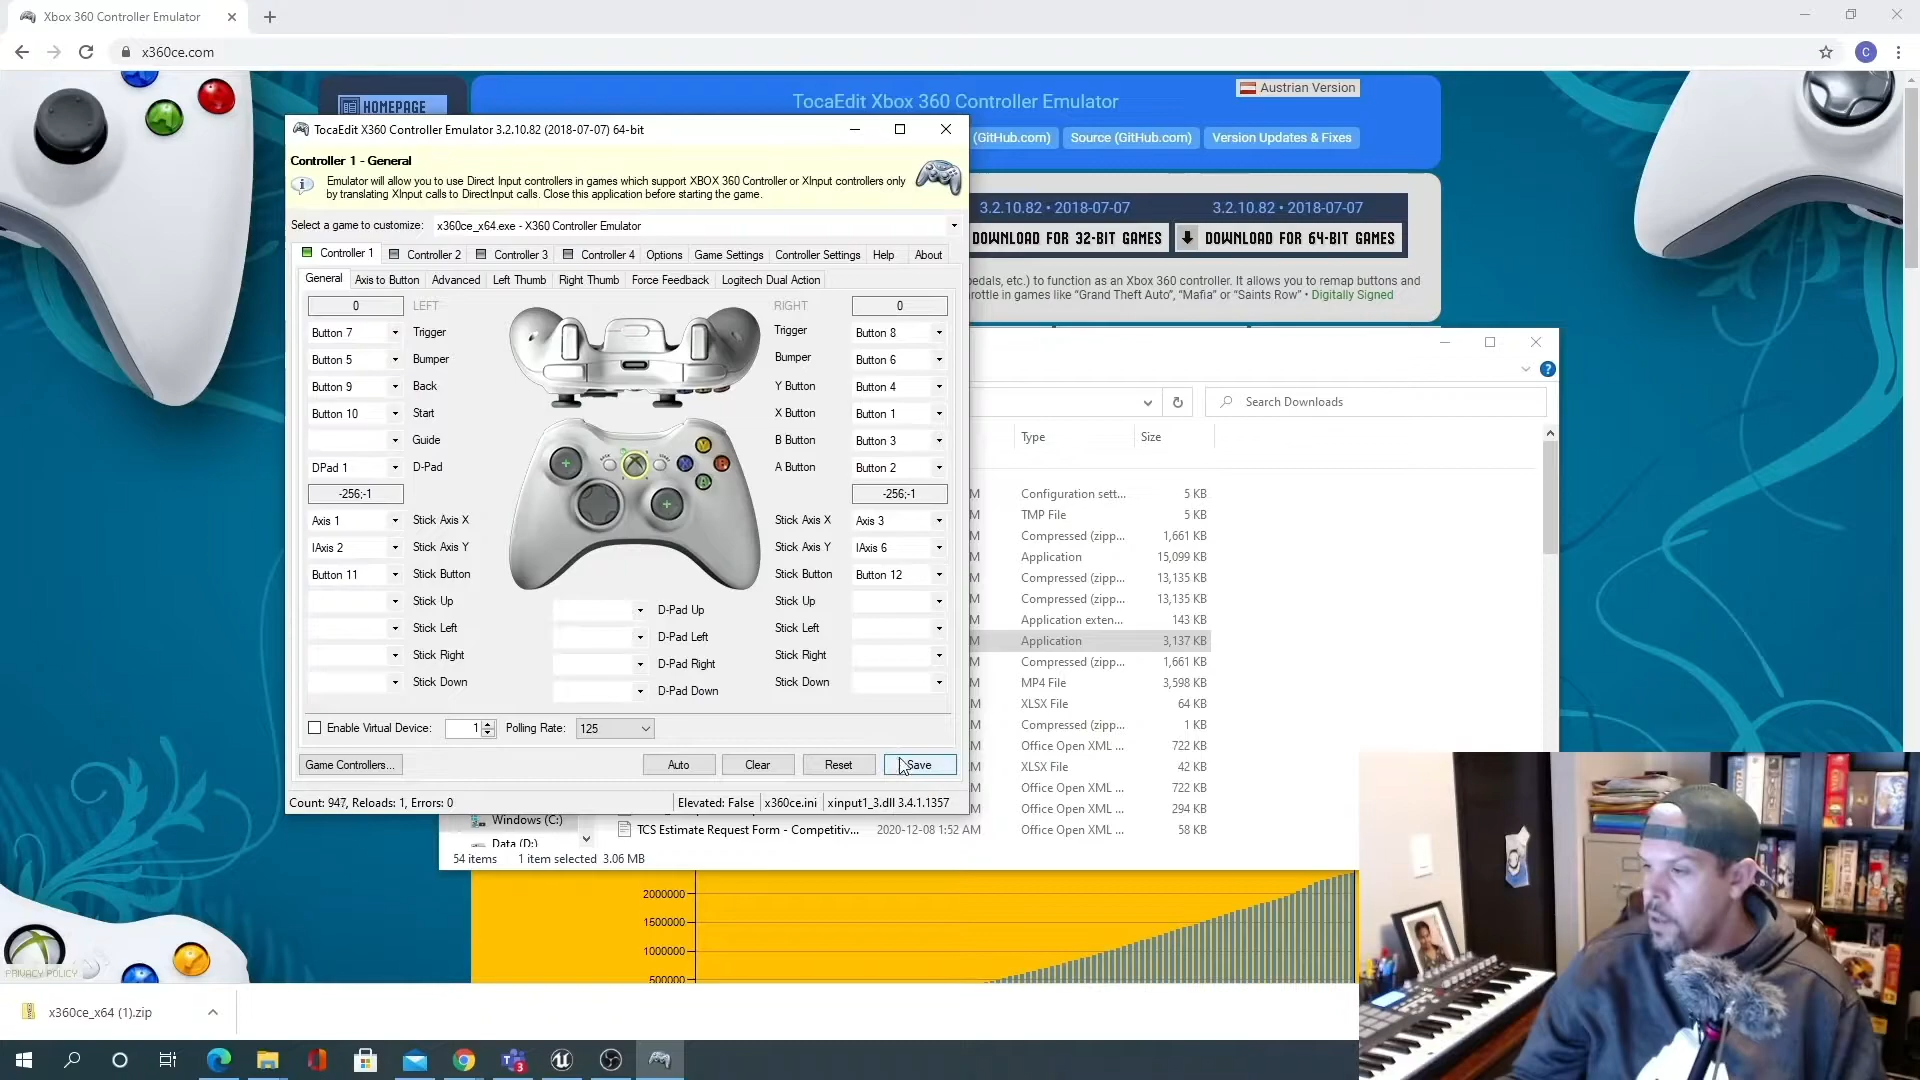 Xbox 360 Controller Emulator
x360ce.com
C
HOMEPAGE
TocaEdit Xbox 360 Controller Emulator
Austrian Version
(GitHub.com)
Source (GitHub.com)
Version Updates & Fixes
3.2.10.82 • 2018-07-07
3.2.10.82 • 2018-07-07
DOWNLOAD FOR 32-BIT GAMES
DOWNLOAD FOR 64-BIT GAMES
pedals, etc.) to function as an Xbox 360 controller. It allows you to remap buttons and
in games like “Grand Theft Auto”, “Mafia” or “Saints Row” • Digitally Signed
TocaEdit X360 Controller Emulator 3.2.10.82 (2018-07-07) 64-bit
Controller 1 - General
Emulator will allow you to use Direct Input controllers in games which support XBOX 360 Controller or XInput controllers only
by translating XInput calls to DirectInput calls. Close this application before starting the game.
Select a game to customize: x360ce_x64.exe - X360 Controller Emulator
Controller 1 Controller 2 Controller 3 Controller 4 Options Game Settings Controller Settings Help About
General Axis to Button Advanced Left Thumb Right Thumb Force Feedback Logitech Dual Action
0 LEFT RIGHT 0
Button 7 Trigger Trigger Button 8
Button 5 Bumper Bumper Button 6
Button 9 Back Y Button Button 4
Button 10 Start X Button Button 1
Guide B Button Button 3
DPad 1 D-Pad A Button Button 2
-256;-1 -256;-1
Axis 1 Stick Axis X Stick Axis X Axis 3
IAxis 2 Stick Axis Y Stick Axis Y IAxis 6
Button 11 Stick Button Stick Button Button 12
Stick Up D-Pad Up Stick Up
Stick Left D-Pad Left Stick Left
Stick Right D-Pad Right Stick Right
Stick Down D-Pad Down Stick Down
Enable Virtual Device: 1 Polling Rate: 125
Game Controllers... Auto Clear Reset Save
Count: 947, Reloads: 1, Errors: 0 Elevated: False x360ce.ini xinput1_3.dll 3.4.1.1357
Search Downloads
Type Size
M Configuration sett... 5 KB
M TMP File 5 KB
M Compressed (zipp... 1,661 KB
M Application 15,099 KB
M Compressed (zipp... 13,135 KB
M Compressed (zipp... 13,135 KB
M Application exten... 143 KB
M Application 3,137 KB
M Compressed (zipp... 1,661 KB
M MP4 File 3,598 KB
M XLSX File 64 KB
M Compressed (zipp... 1 KB
M Office Open XML ... 722 KB
M XLSX File 42 KB
M Office Open XML ... 722 KB
M Office Open XML ... 294 KB
Windows (C:)
TCS Estimate Request Form - Competitiv... 2020-12-08 1:52 AM Office Open XML ... 58 KB
Data (D:)
54 items 1 item selected 3.06 MB
2000000
1500000
1000000
500000
PRIVACY POLICY
x360ce_x64 (1).zip
3